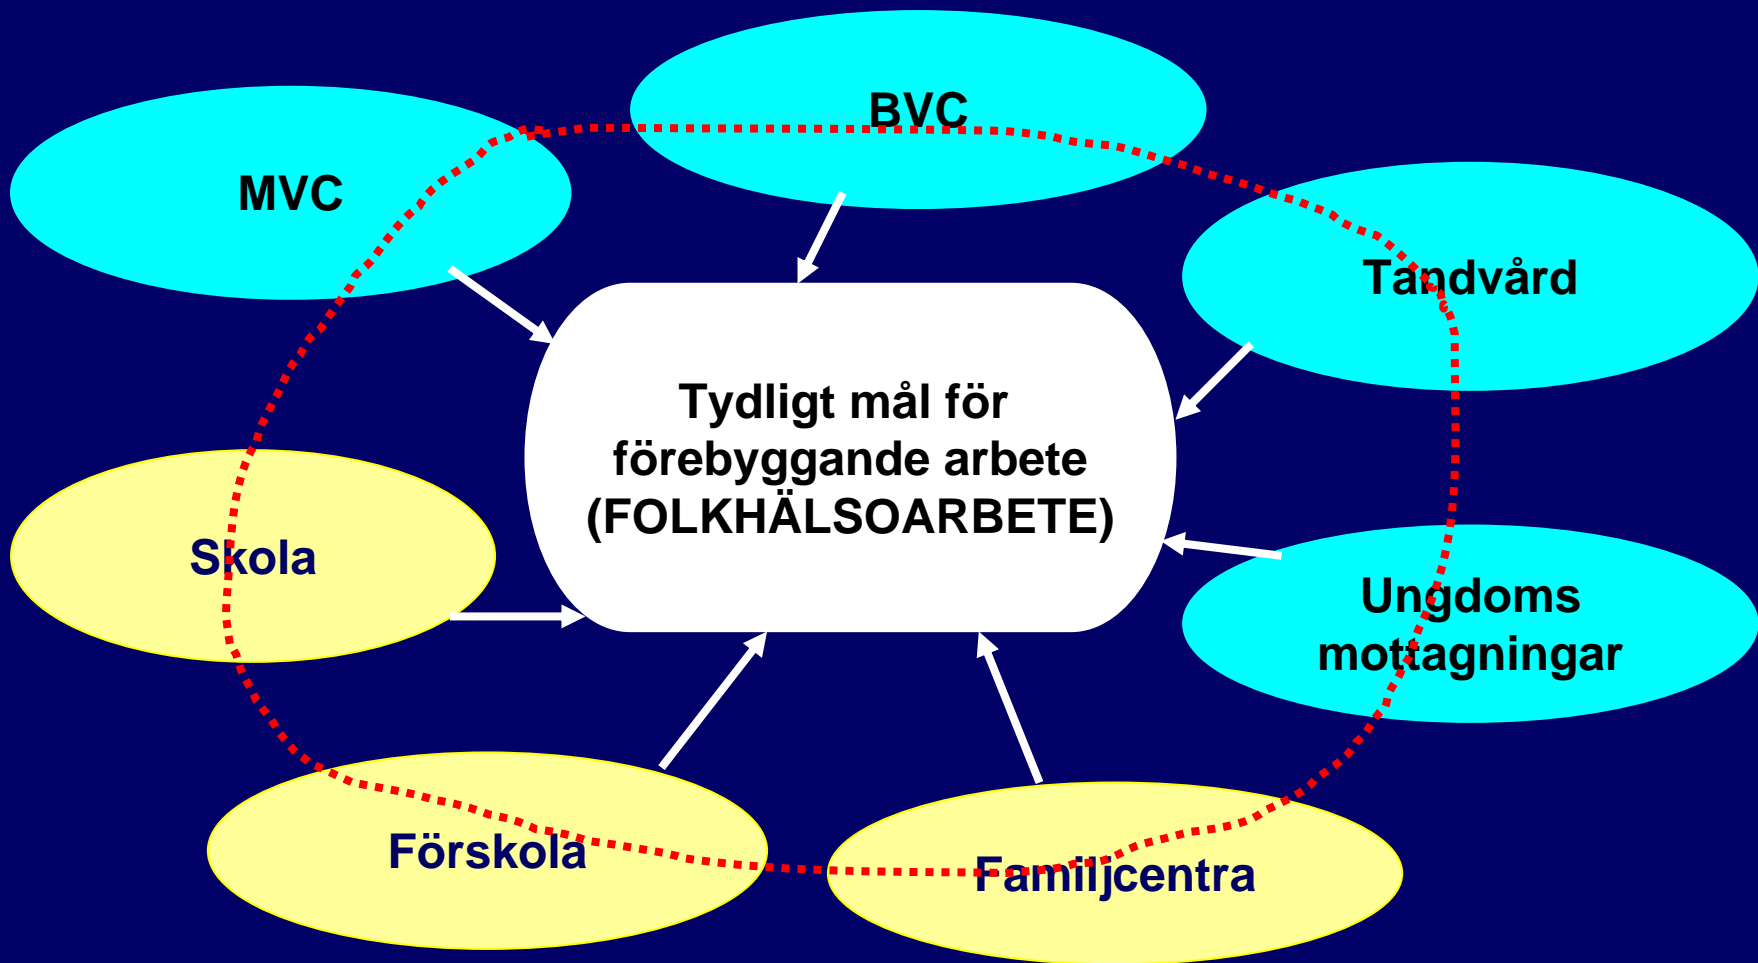 BVC
MVC
Tandvård
Tydligt mål för
förebyggande arbete
(FOLKHÄLSOARBETE)
Skola
Ungdoms
mottagningar
Förskola
Familjcentra